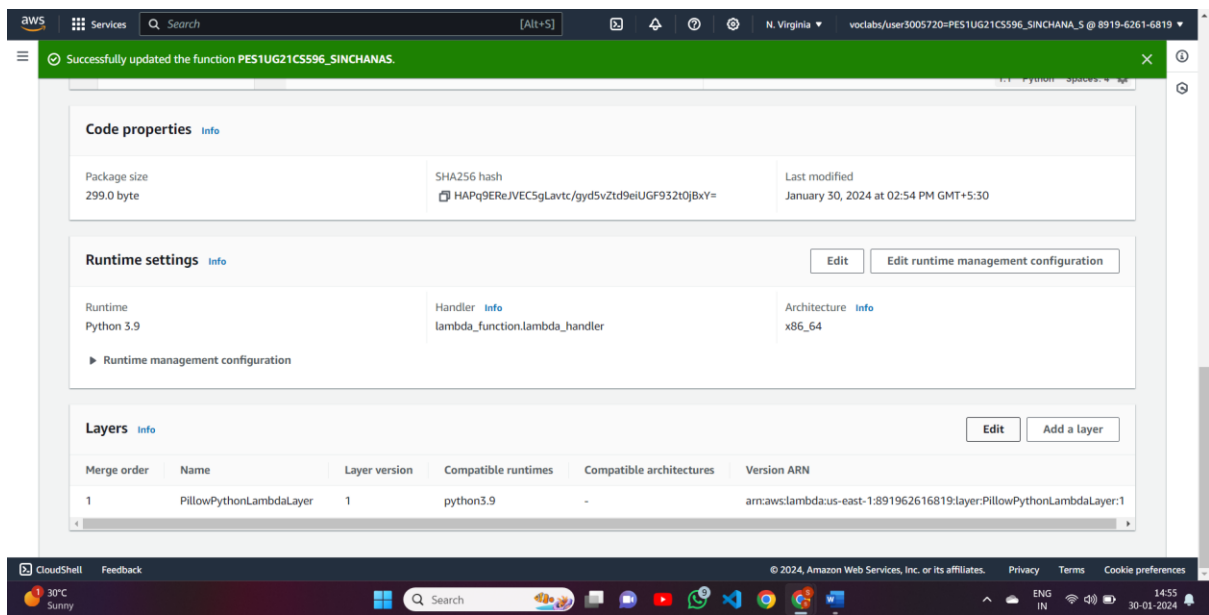 aws Services Search [Alt+S] N. Virginia voclabs/user3005720=PES1UG21CS596_SINCHANA_S @ 8919-6261-6819
Successfully updated the function PES1UG21CS596_SINCHANAS.
1:1 Python Spaces: 4
Code properties Info
Package size SHA256 hash Last modified
299.0 byte HAPq9EReJVEC5gLavtc/gyd5vZtd9eiUGF932t0jBxY= January 30, 2024 at 02:54 PM GMT+5:30
Runtime settings Info Edit Edit runtime management configuration
Runtime Handler Info Architecture Info
Python 3.9 lambda_function.lambda_handler x86_64
Runtime management configuration
Layers Info Edit Add a layer
Merge order Name Layer version Compatible runtimes Compatible architectures Version ARN
1 PillowPythonLambdaLayer 1 python3.9 - arn:aws:lambda:us-east-1:891962616819:layer:PillowPythonLambdaLayer:1
CloudShell Feedback © 2024, Amazon Web Services, Inc. or its affiliates. Privacy Terms Cookie preferences
1 30°C Search ENG 14:55
Sunny IN 30-01-2024